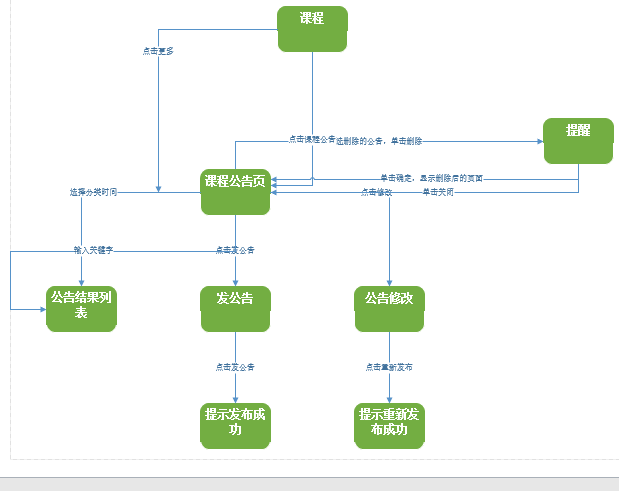 课程
点击更多
点击课程公告
选删除的公告，单击删除
提醒
课程公告页
单击确定，显示删除后的页面
选择分类时间
点击修改
单击关闭
输入关键字
点击发公告
公告结果列
表
发公告
公告修改
点击发公告
点击重新发布
提示发布成
功
提示重新发
布成功